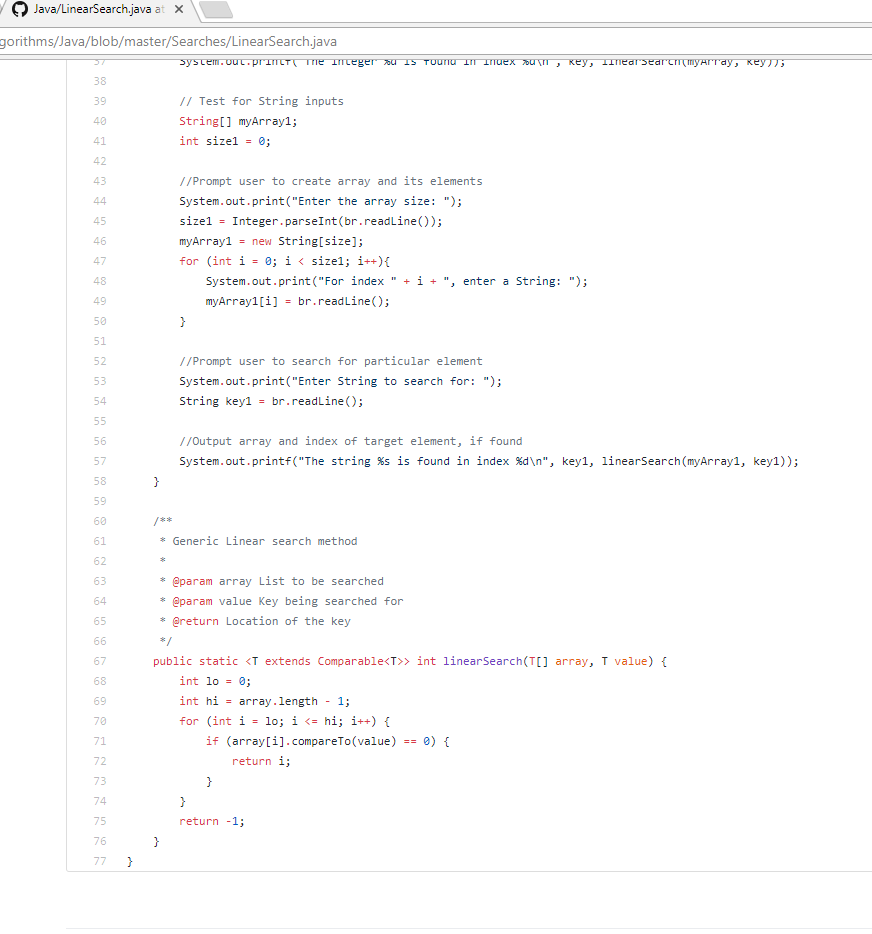 Java/LinearSearch.java at
gorithms/Java/blob/master/Searches/LinearSearch.java
37 System.out.printf("The integer %d is found in index %d\n", key, linearSearch(myArray, key));
38
39 // Test for String inputs
40 String[] myArray1;
41 int size1 = 0;
42
43 //Prompt user to create array and its elements
44 System.out.print("Enter the array size: ");
45 size1 = Integer.parseInt(br.readLine());
46 myArray1 = new String[size];
47 for (int i = 0; i < size1; i++){
48 System.out.print("For index " + i + ", enter a String: ");
49 myArray1[i] = br.readLine();
50 }
51
52 //Prompt user to search for particular element
53 System.out.print("Enter String to search for: ");
54 String key1 = br.readLine();
55
56 //Output array and index of target element, if found
57 System.out.printf("The string %s is found in index %d\n", key1, linearSearch(myArray1, key1));
58 }
59
60 /**
61 * Generic Linear search method
62 *
63 * @param array List to be searched
64 * @param value Key being searched for
65 * @return Location of the key
66 */
67 public static <T extends Comparable<T>> int linearSearch(T[] array, T value) {
68 int lo = 0;
69 int hi = array.length - 1;
70 for (int i = lo; i <= hi; i++) {
71 if (array[i].compareTo(value) == 0) {
72 return i;
73 }
74 }
75 return -1;
76 }
77 }